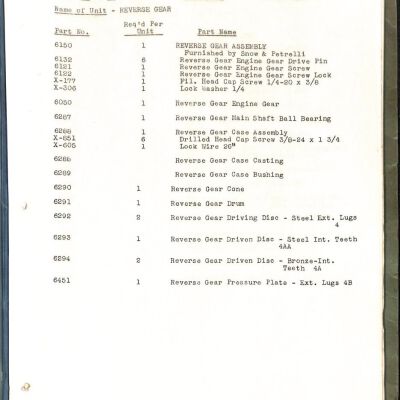 Name of Unit - REVERSE GEAR
Req'd Per
Part No. Unit Part Name
6150 1 REVERSE GEAR ASSEMBLY
Furnished by Snow & Petrelli
6132 6 Reverse Gear Engine Gear Drive Pin
6121 1 Reverse Gear Engine Gear Screw
6122 1 Reverse Gear Engine Gear Screw Lock
X-177 1 Fil. Head Cap Screw 1/4-20 x 3/8
X-306 1 Lock Washer 1/4
6050 1 Reverse Gear Engine Gear
6287 1 Reverse Gear Main Shaft Ball Bearing
6288 1 Reverse Gear Case Assembly
X-851 6 Drilled Head Cap Screw 3/8-24 x 1 3/4
X-605 1 Lock Wire 26"
6288 Reverse Gear Case Casting
6289 Reverse Gear Case Bushing
6290 1 Reverse Gear Cone
6291 1 Reverse Gear Drum
6292 2 Reverse Gear Driving Disc - Steel Ext. Lugs
4
6293 1 Reverse Gear Driven Disc - Steel Int. Teeth
4AA
6294 2 Reverse Gear Driven Disc - Bronze-Int.
Teeth 4A
6451 1 Reverse Gear Pressure Plate - Ext. Lugs 4B